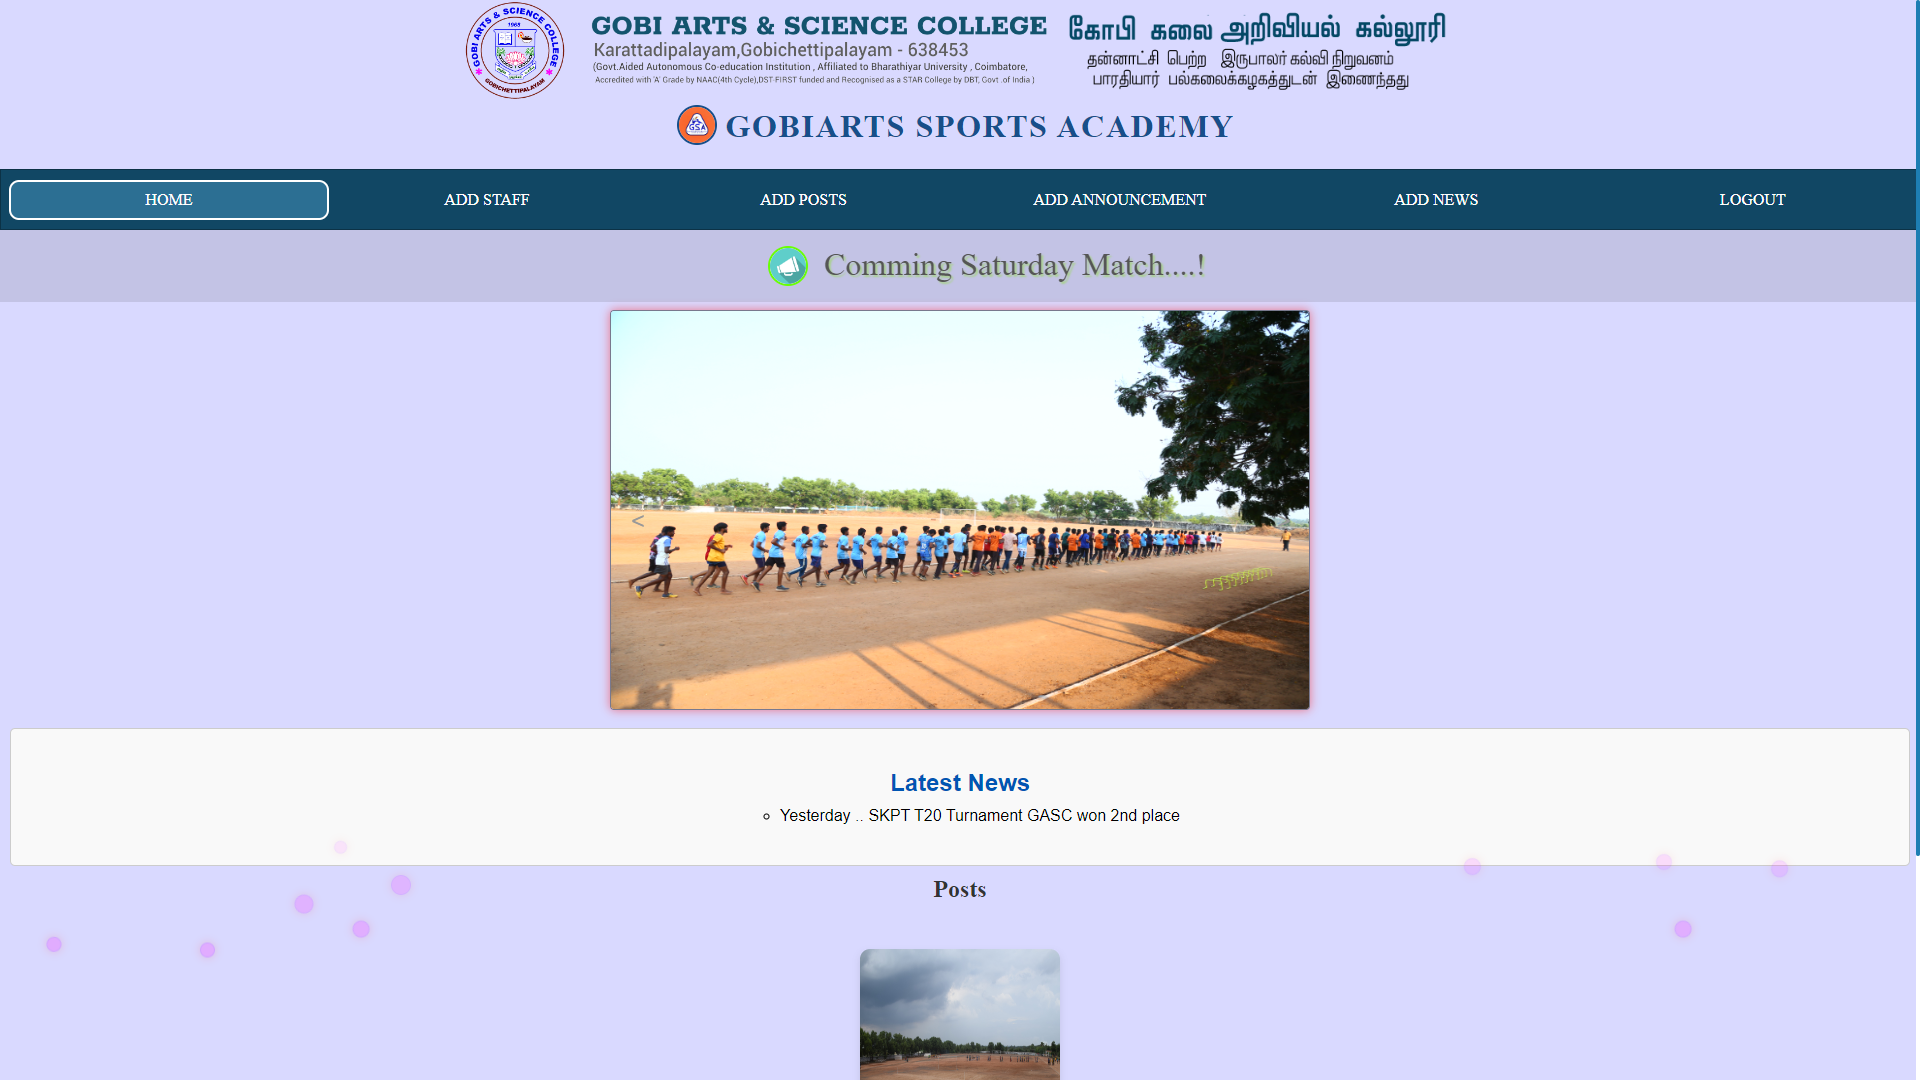 GOBI ARTS & SCIENCE COLLEGE
1968
GOBICHETTIPALAYAM
GOBI ARTS & SCIENCE COLLEGE
Karattadipalayam,Gobichettipalayam - 638453
(Govt.Aided Autonomous Co-education Institution , Affiliated to Bharathiyar University , Coimbatore,
Accredited with 'A' Grade by NAAC(4th Cycle),DST-FIRST funded and Recognised as a STAR College by DBT, Govt .of India )
கோபி கலை அறிவியல் கல்லூரி
தன்னாட்சி பெற்ற இருபாலர் கல்வி நிறுவனம்
பாரதியார் பல்கலைக்கழகத்துடன் இணைந்தது
GSA
GOBIARTS SPORTS ACADEMY
HOME
ADD STAFF
ADD POSTS
ADD ANNOUNCEMENT
ADD NEWS
LOGOUT
Comming Saturday Match....!
<
Latest News
Yesterday .. SKPT T20 Turnament GASC won 2nd place
Posts